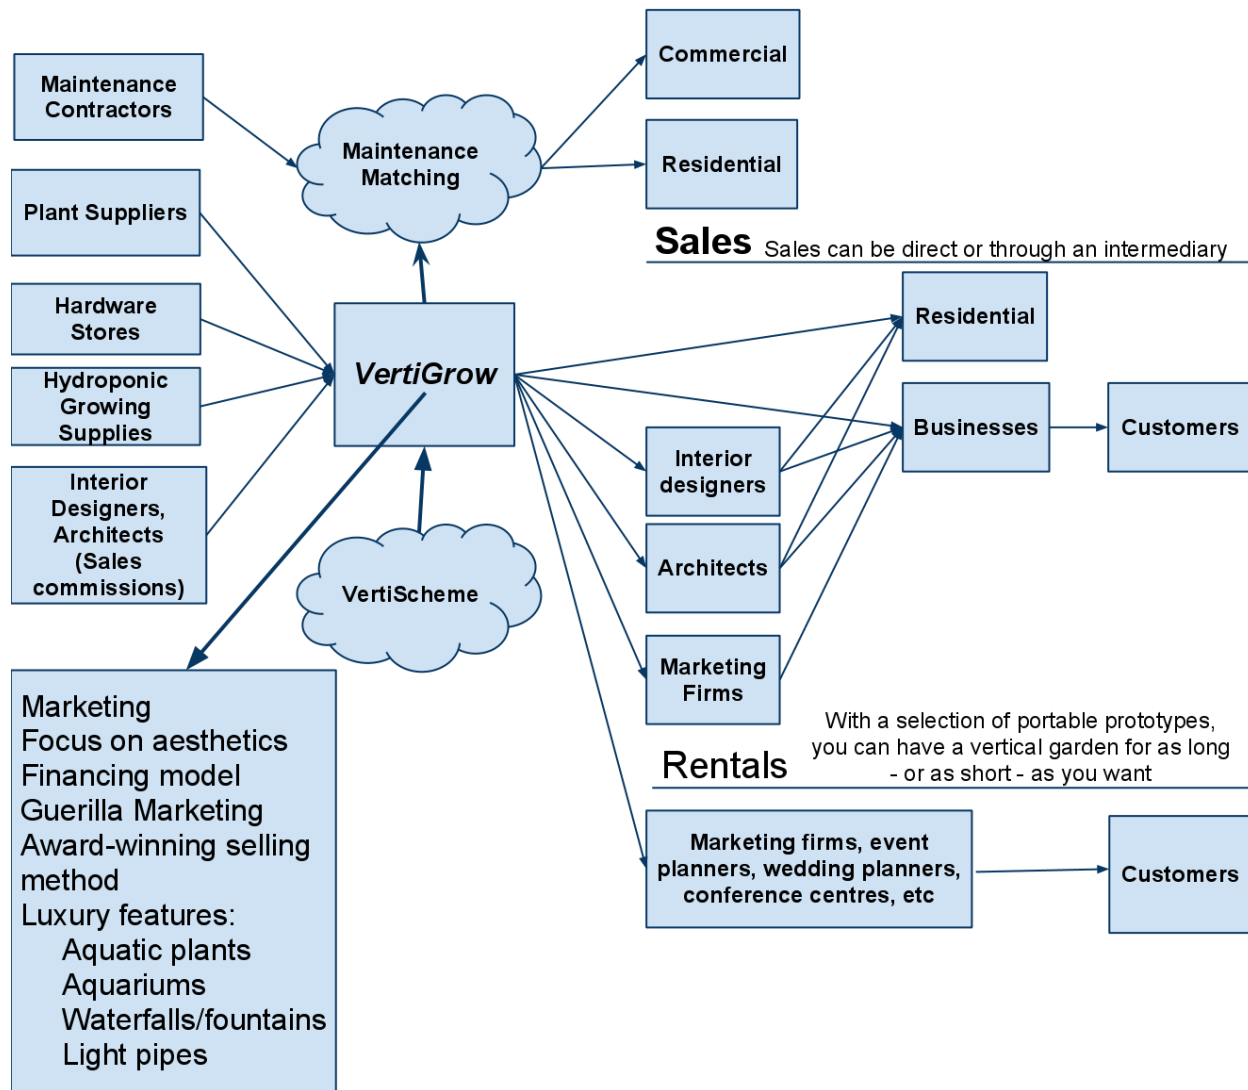 Maintenance
Contractors
Plant Suppliers
Hardware
Stores
Hydroponic
Growing
Supplies
Interior
Designers,
Architects
(Sales
commissions)
Maintenance
Matching
VertiGrow
VertiScheme
Marketing
Focus on aesthetics
Financing model
Guerilla Marketing
Award-winning selling
method
Luxury features:
Aquatic plants
Aquariums
Waterfalls/fountains
Light pipes
Commercial
Residential
Sales Sales can be direct or through an intermediary
Residential
Businesses
Customers
Interior
designers
Architects
Marketing
Firms
Rentals
With a selection of portable prototypes,
you can have a vertical garden for as long
- or as short - as you want
Marketing firms, event
planners, wedding planners,
conference centres, etc
Customers